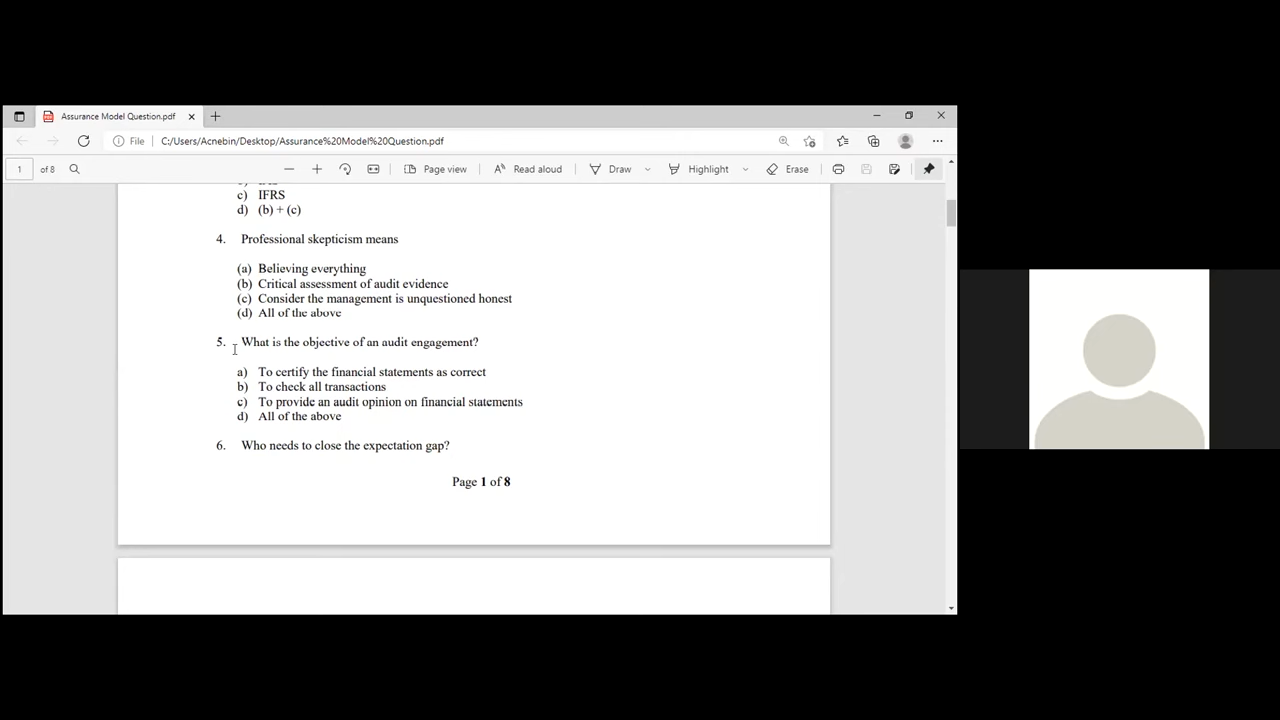 Assurance Model Question.pdf
File C:/Users/Acnebin/Desktop/Assurance%20Model%20Question.pdf
1 of 8 Page view Read aloud Draw Highlight Erase
c) IFRS
d) (b) + (c)
4. Professional skepticism means
(a) Believing everything
(b) Critical assessment of audit evidence
(c) Consider the management is unquestioned honest
(d) All of the above
5. What is the objective of an audit engagement?
a) To certify the financial statements as correct
b) To check all transactions
c) To provide an audit opinion on financial statements
d) All of the above
6. Who needs to close the expectation gap?
Page 1 of 8